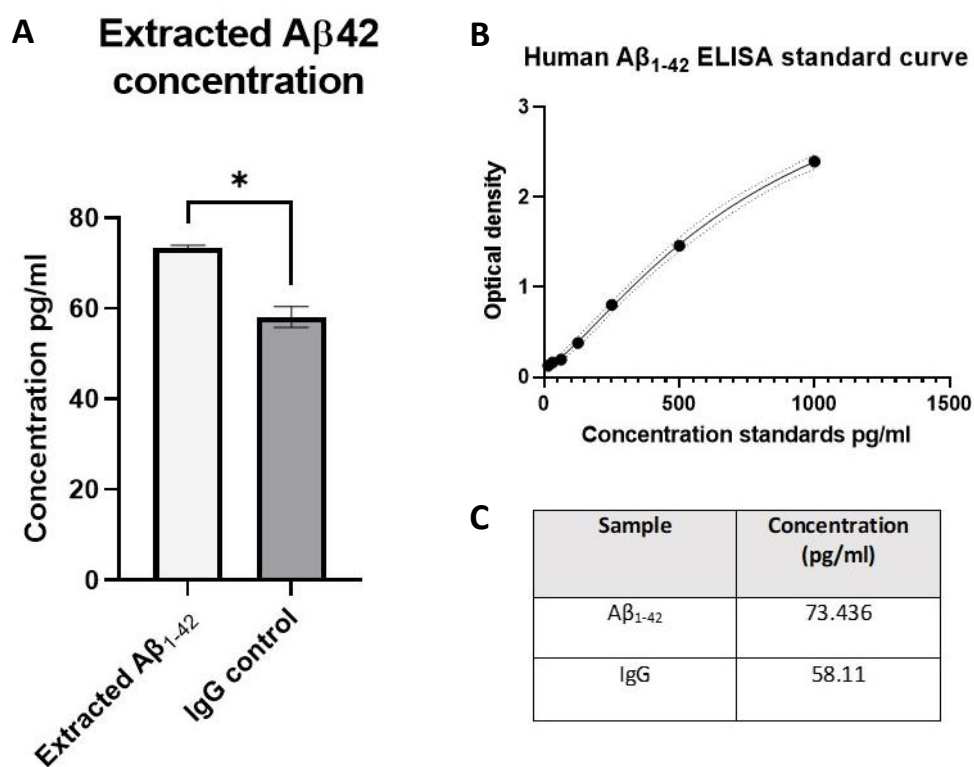 A
Extracted Aβ42
concentration
*
Concentration pg/ml
80
60
40
20
0
Extracted Aβ₁₋₄₂
IgG control
B
Human Aβ₁₋₄₂ ELISA standard curve
Optical density
3
2
1
0
0 500 1000 1500
Concentration standards pg/ml
C
Sample Concentration
(pg/ml)
Aβ₁₋₄₂ 73.436
IgG 58.11